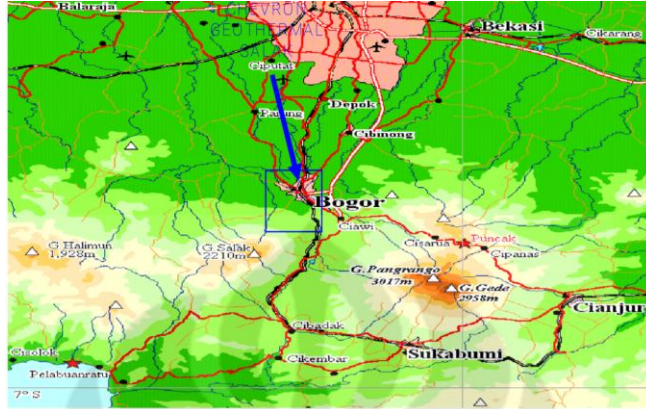 Balaraja
CHEVRON
GEOTHERMAL
SALAK
Bekasi
Cikarang
Ciputat
Depok
Parung
Cibinong
Bogor
Ciawi
G.Halimun
1,928m
G.Salak
2210m
Cisarua
Puncak
Cipanas
G.Pangrango
3017m
G.Gede
2958m
Cianjur
Cibadak
Cisolok
Cikembar
Sukabumi
Pelabuanratu
7° S